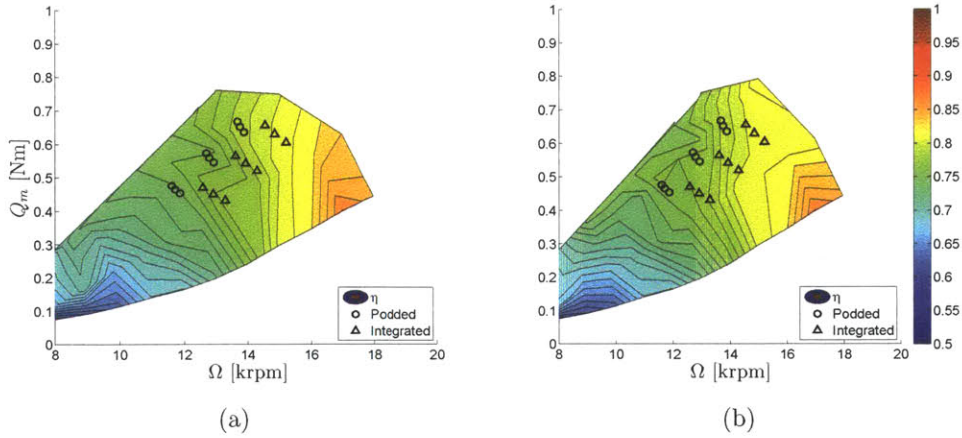 1
0.9
0.8
0.7
0.6
0.5
0.4
0.3
0.2
0.1
0
Q_m [Nm]
8 10 12 14 16 18 20
Ω [krpm]
η
Podded
Integrated
(a)
1
0.9
0.8
0.7
0.6
0.5
0.4
0.3
0.2
0.1
0
8 10 12 14 16 18 20
Ω [krpm]
η
Podded
Integrated
(b)
1
0.95
0.9
0.85
0.8
0.75
0.7
0.65
0.6
0.55
0.5